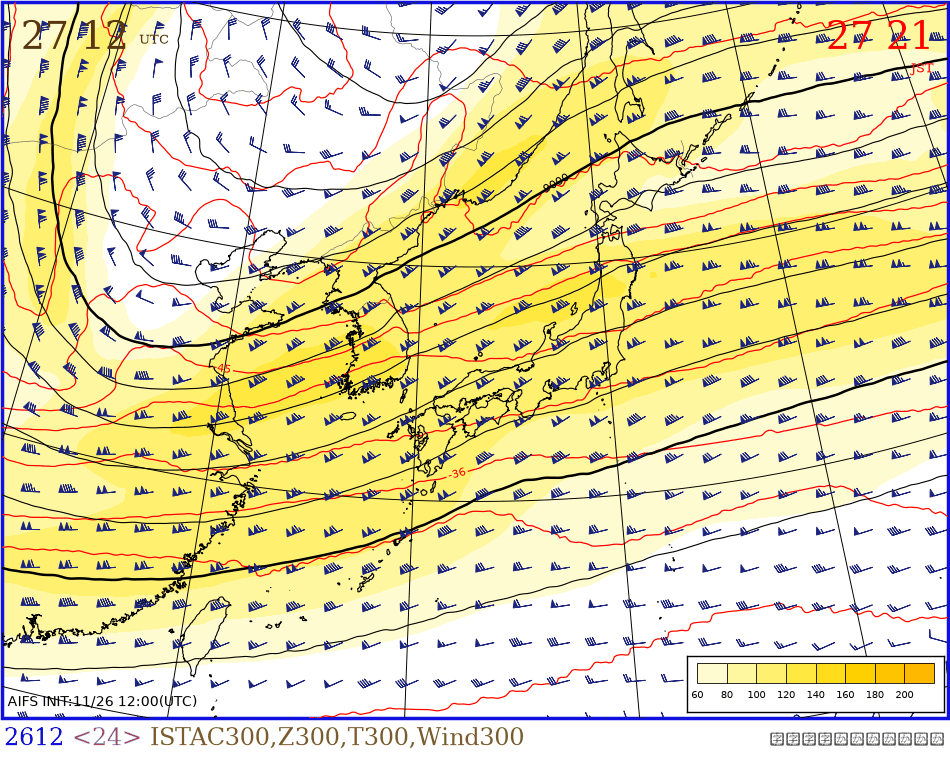 27 12 UTC
27 21
JST
9000
-45
-36
AIFS INIT:11/26 12:00(UTC)
60 80 100 120 140 160 180 200
2612 <24> ISTAC300,Z300,T300,Wind300